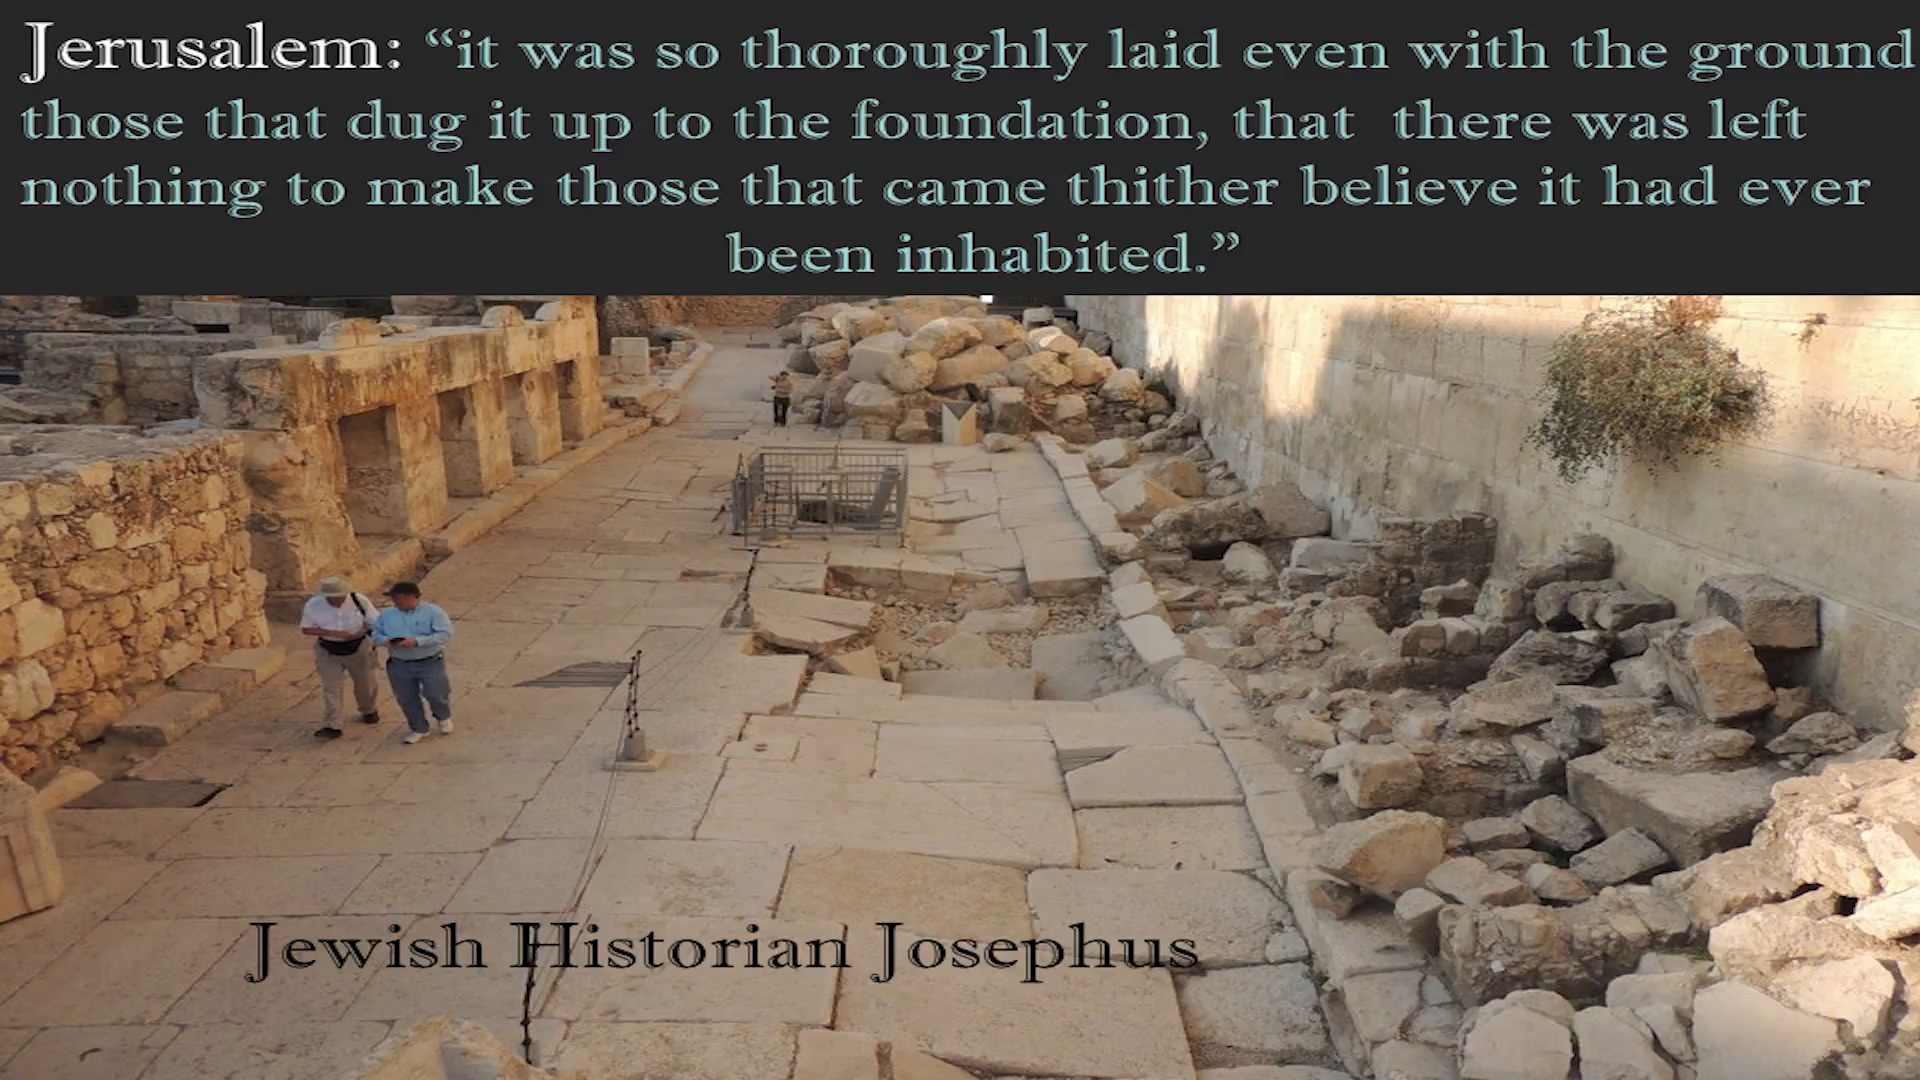 Jerusalem: “it was so thoroughly laid even with the ground
those that dug it up to the foundation, that there was left
nothing to make those that came thither believe it had ever
been inhabited.”
Jewish Historian Josephus